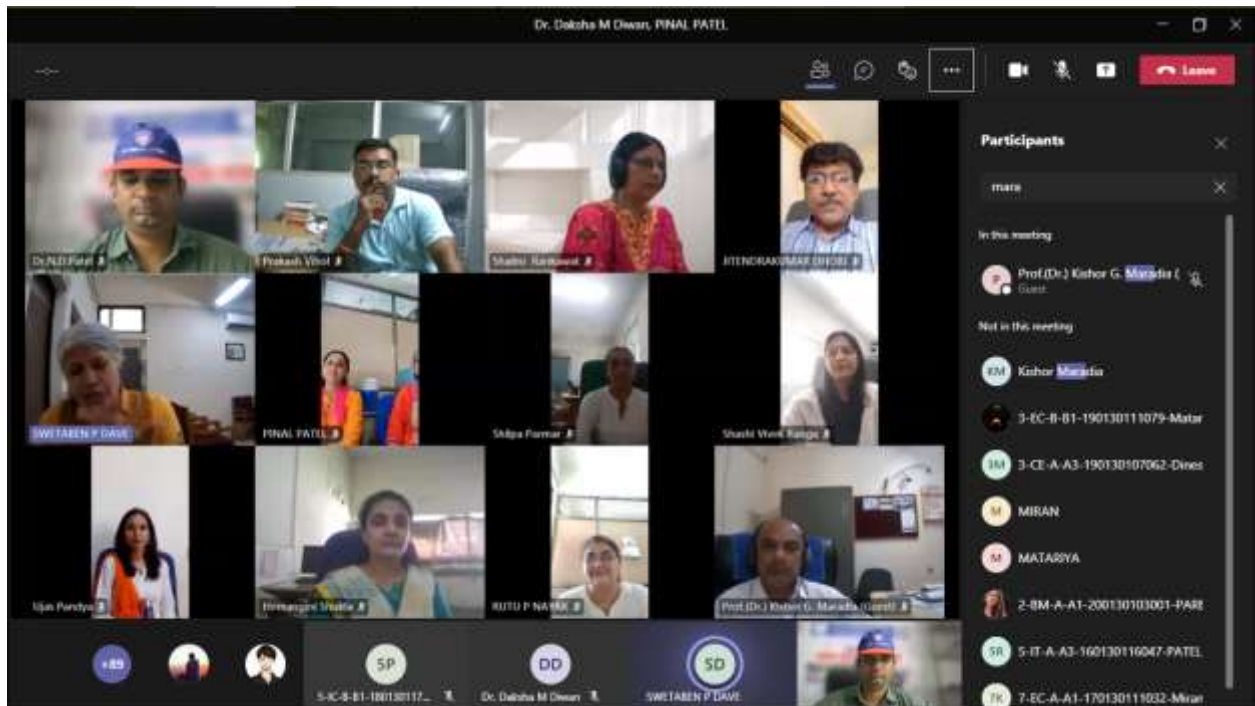 Dr. Daksha M Diwan, PINAL PATEL
Leave
Participants
mara
In this meeting
Prof.(Dr.) Kishor G. Maradia (
Guest
Not in this meeting
KM Kishor Maradia
3-EC-B-B1-190130111079-Matar
3-CE-A-A3-190130107062-Dines
M MIRAN
M MATARIYA
2-BM-A-A1-200130103001-PARE
SR 5-IT-A-A3-160130116047-PATEL
7-EC-A-A1-170130111032-Miran
Dr.N.D.Patel
Prakash Vihol
Shalini
JITENDRAKUMAR DHOBI
SWETABEN P DAVE
PINAL PATEL
Shilpa Parmar
Shashi Vivek Ranga
Ujas Pandya
Himangini Shukla
RUTU P NAYAK
Prof.(Dr.) Kishor G. Maradia (Guest)
+89
SP
DD
SD
Dr. Daksha M Diwan
SWETABEN P DAVE